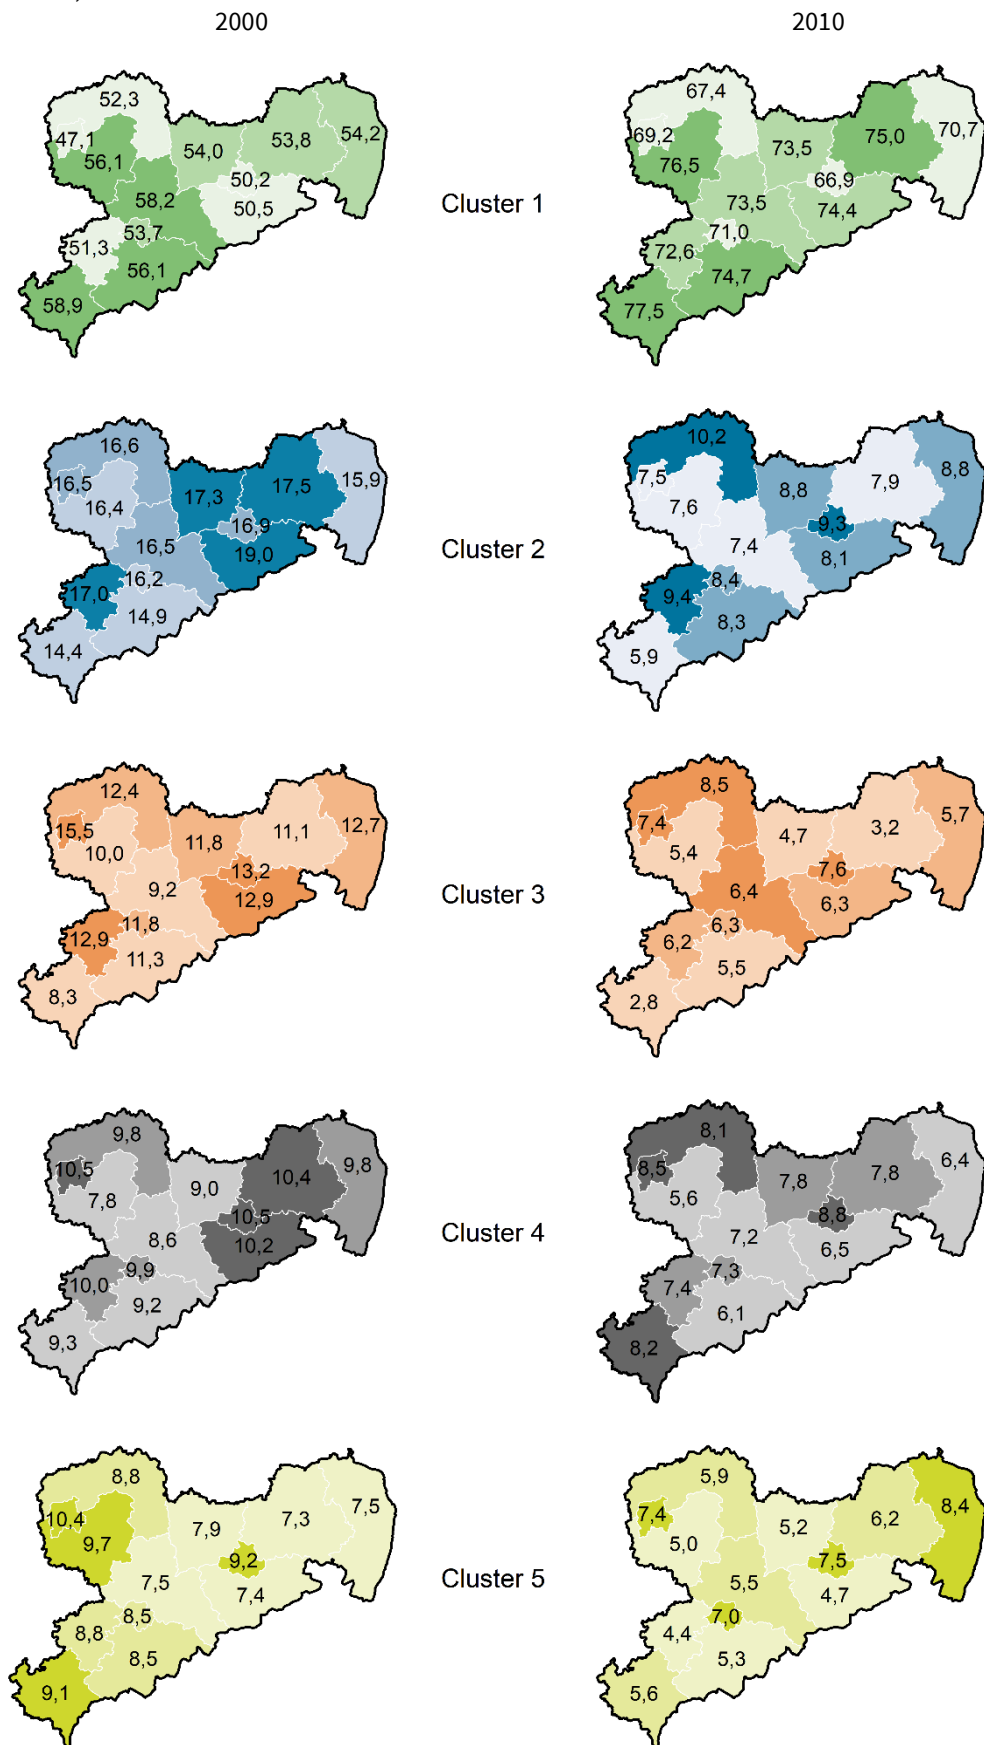 2000 2010
52,3 67,4
47,1 56,1 54,0 53,8 54,2 69,2 76,5 73,5 75,0 70,7
50,2 66,9
58,2 50,5 Cluster 1 73,5 74,4
53,7 71,0
51,3 56,1 72,6 74,7
58,9 77,5
16,6 10,2
16,5 16,4 17,3 17,5 15,9 7,5 7,6 8,8 7,9 8,8
16,9 9,3
16,5 19,0 Cluster 2 7,4 8,1
16,2 8,4
17,0 14,9 9,4 8,3
14,4 5,9
12,4 8,5
15,5 10,0 11,8 11,1 12,7 7,4 5,4 4,7 3,2 5,7
13,2 7,6
9,2 12,9 Cluster 3 6,4 6,3
11,8 6,3
12,9 11,3 6,2 5,5
8,3 2,8
9,8 8,1
10,5 7,8 9,0 10,4 9,8 8,5 5,6 7,8 7,8 6,4
10,5 8,8
8,6 10,2 Cluster 4 7,2 6,5
9,9 7,3
10,0 9,2 7,4 6,1
9,3 8,2
8,8 5,9
10,4 9,7 7,9 7,3 7,5 7,4 5,0 5,2 6,2 8,4
9,2 7,5
7,5 7,4 Cluster 5 5,5 4,7
8,5 7,0
8,8 8,5 4,4 5,3
9,1 5,6